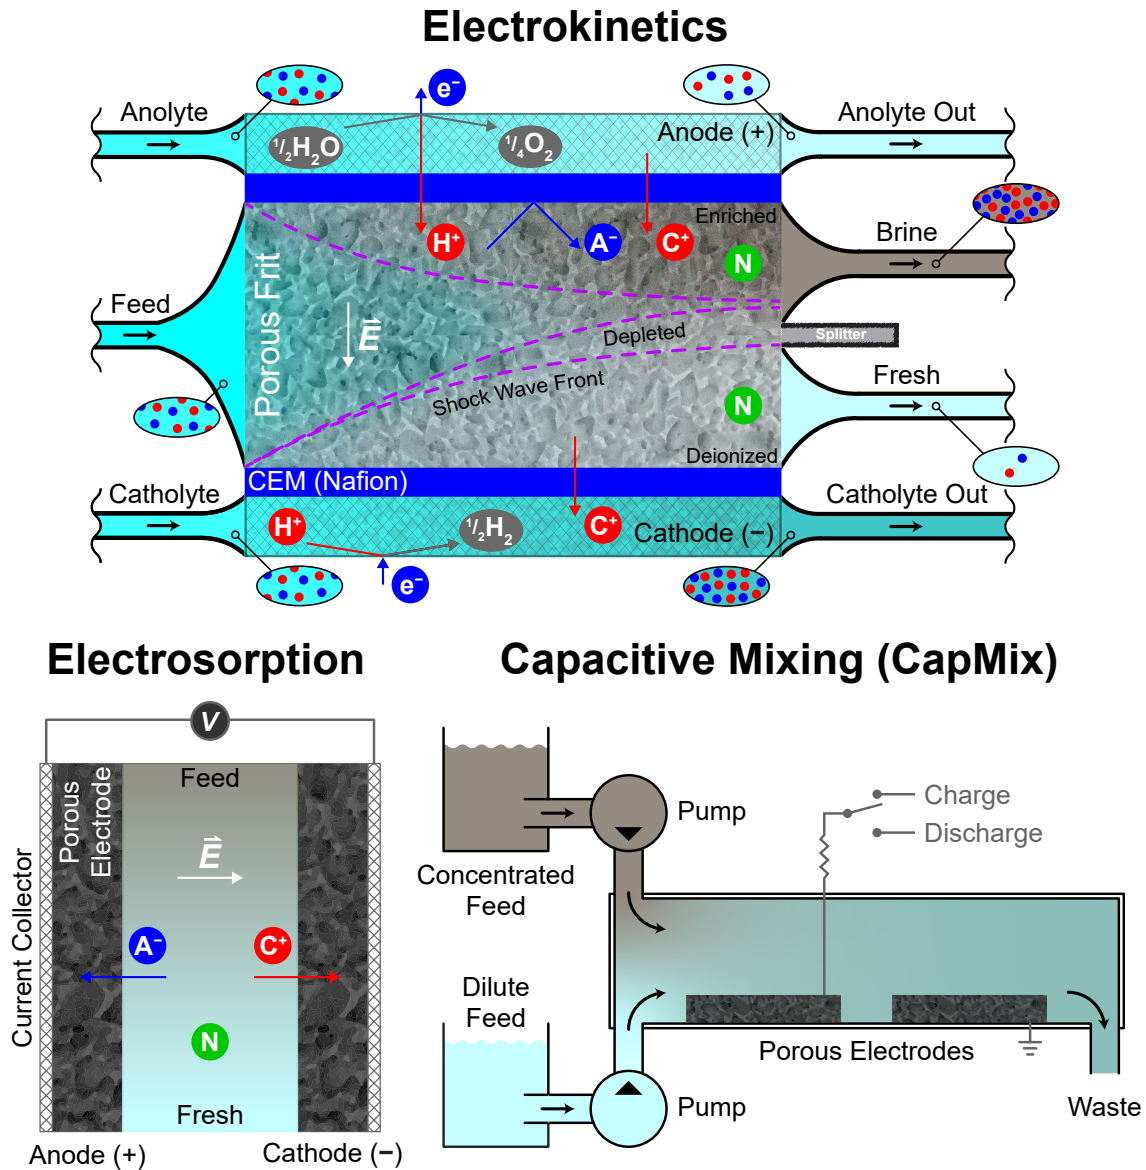 Electrokinetics
Anolyte
e⁻
Anolyte Out
Anode (+)
½H₂O
¼O₂
Enriched
H⁺
A⁻
C⁺
N
Brine
Feed
Porous Frit
E
Depleted
Splitter
Shock Wave Front
Fresh
N
Deionized
CEM (Nafion)
Catholyte
Catholyte Out
H⁺
½H₂
C⁺
Cathode (−)
e⁻
Electrosorption
V
Feed
Porous
Electrode
E
Current Collector
A⁻
C⁺
N
Fresh
Anode (+)
Cathode (−)
Capacitive Mixing (CapMix)
Pump
Charge
Discharge
Concentrated
Feed
Dilute
Feed
Porous Electrodes
Pump
Waste